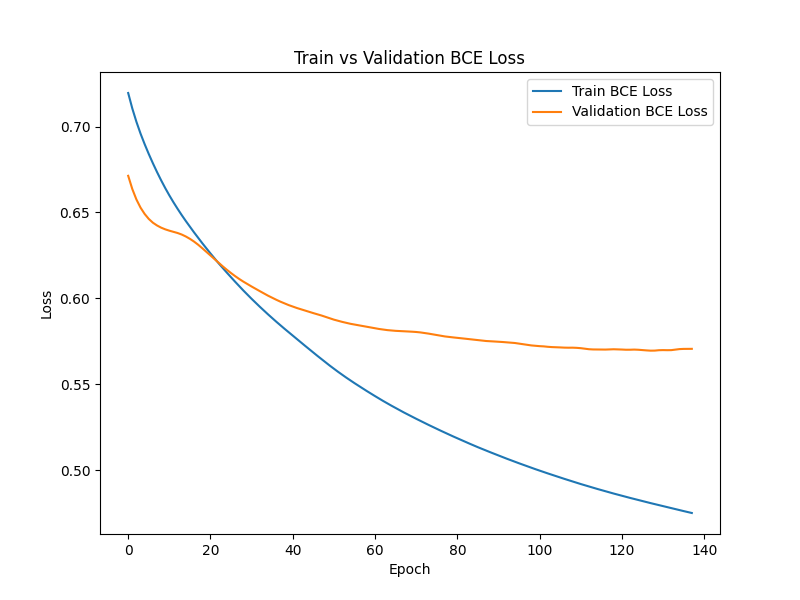 Train vs Validation BCE Loss
Train BCE Loss
Validation BCE Loss
0.70
0.65
0.60
0.55
0.50
Loss
0 20 40 60 80 100 120 140
Epoch